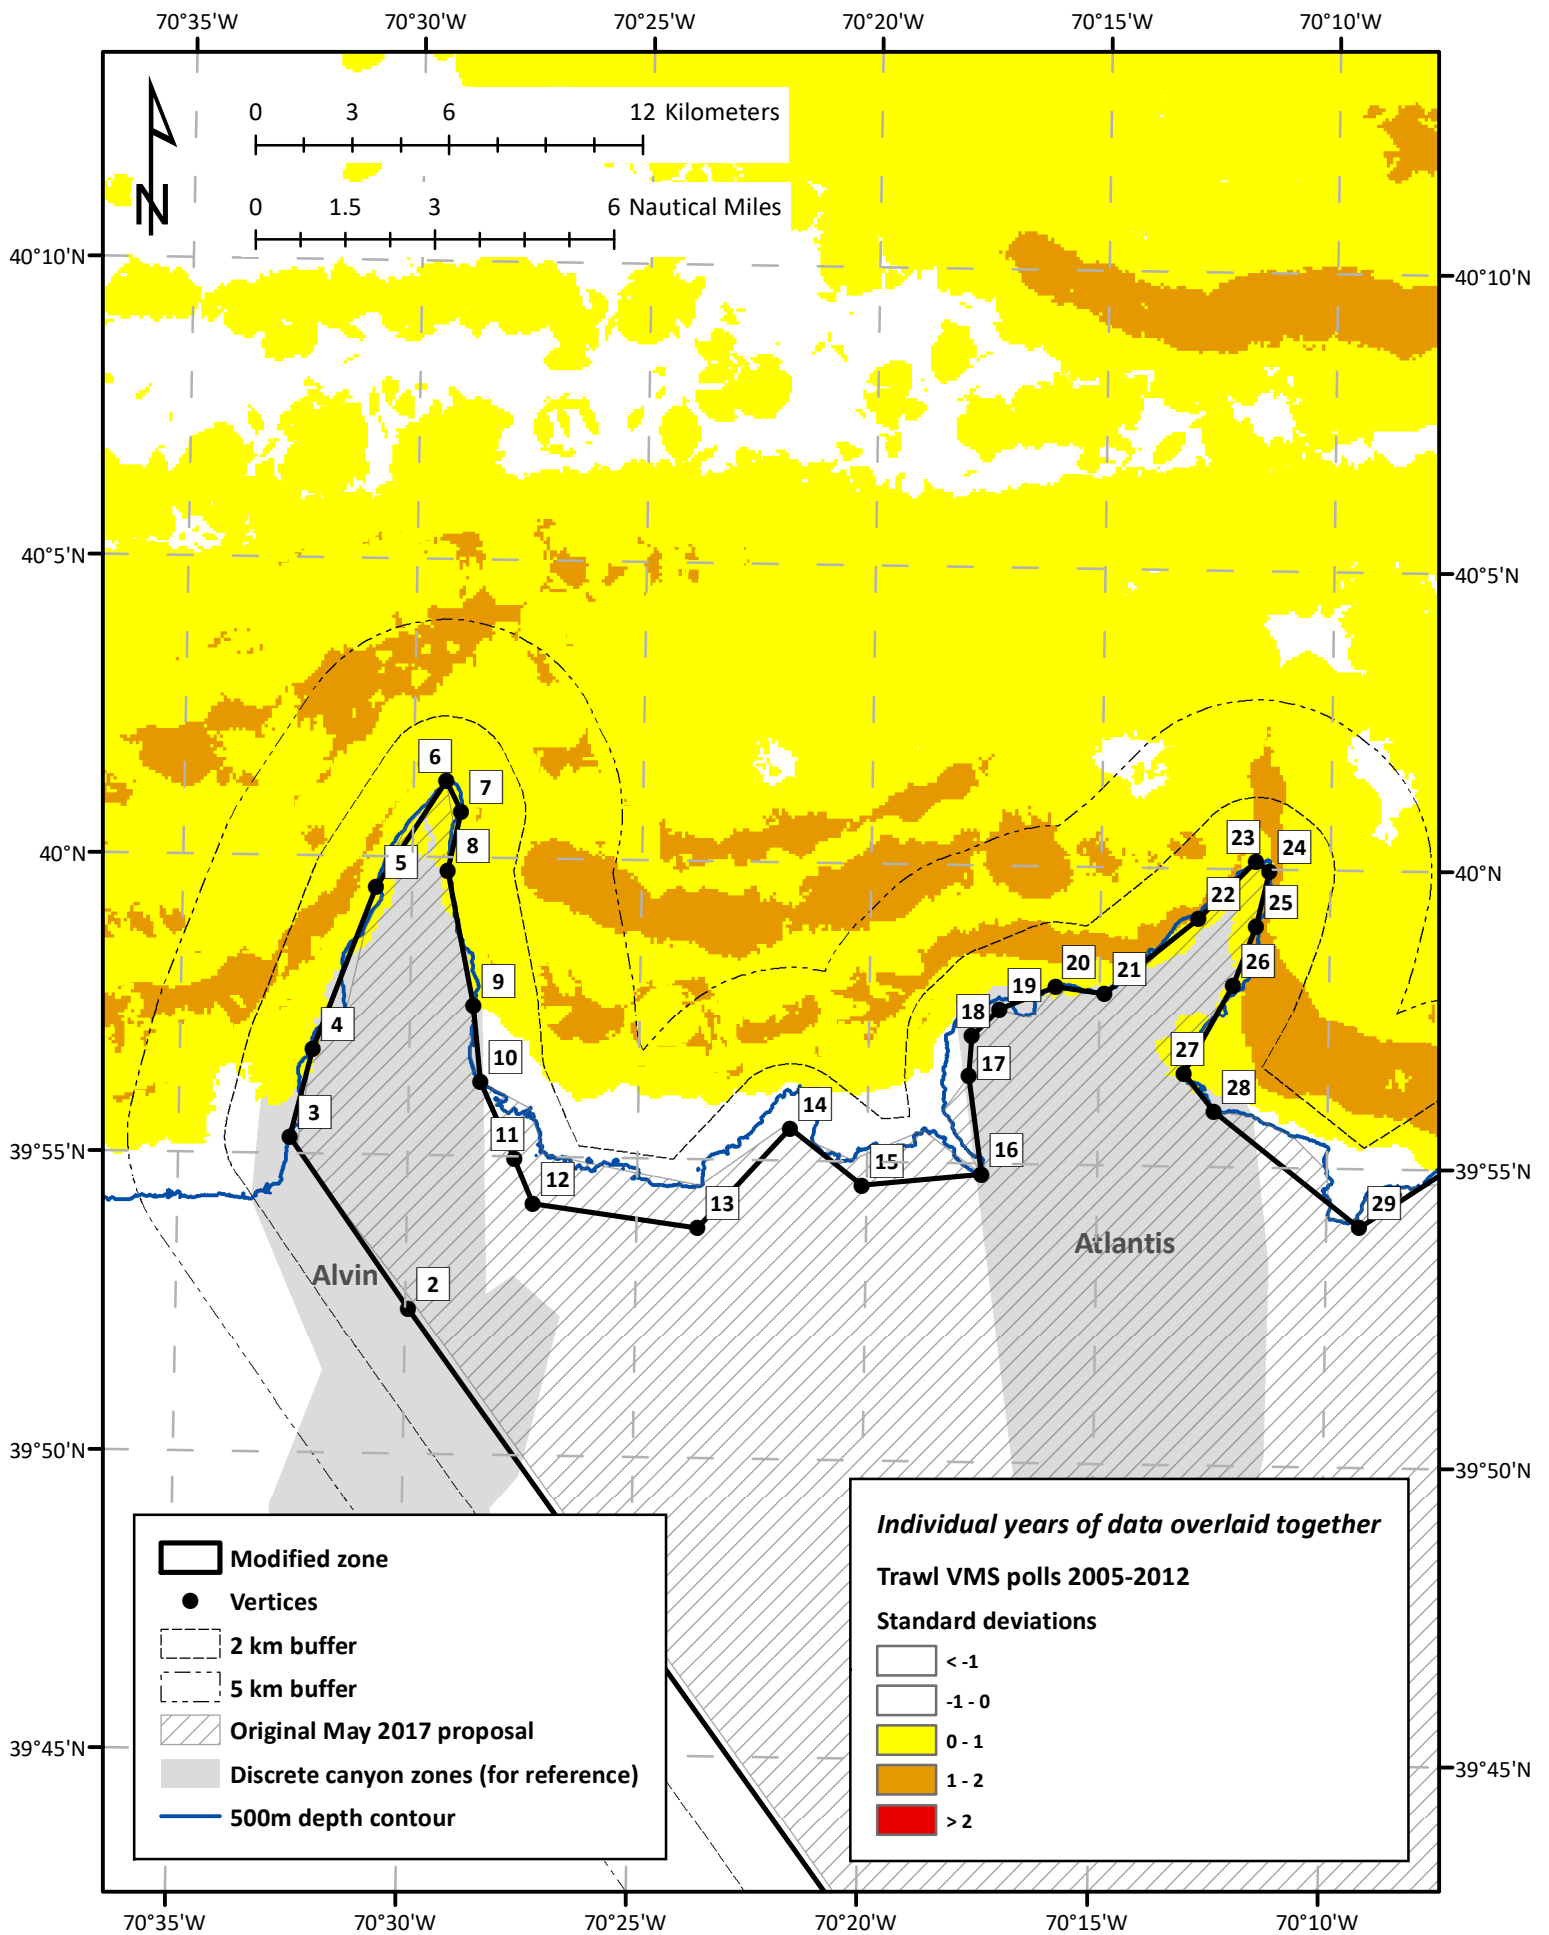 70°35'W 70°30'W 70°25'W 70°20'W 70°15'W 70°10'W
0 3 6 12 Kilometers
N
0 1.5 3 6 Nautical Miles
40°10'N
40°10'N
40°5'N
40°5'N
6
7
8
5
40°N
23
24
40°N
22
25
9
26
20
21
19
18
4
10
27
17
28
3
14
11
16
39°55'N
15
39°55'N
12
13
29
Atlantis
Alvin
2
39°50'N
39°50'N
Modified zone
Vertices
2 km buffer
5 km buffer
Original May 2017 proposal
Discrete canyon zones (for reference)
500m depth contour
Individual years of data overlaid together
Trawl VMS polls 2005-2012
Standard deviations
< -1
-1 - 0
0 - 1
1 - 2
> 2
39°45'N
39°45'N
70°35'W 70°30'W 70°25'W 70°20'W 70°15'W 70°10'W